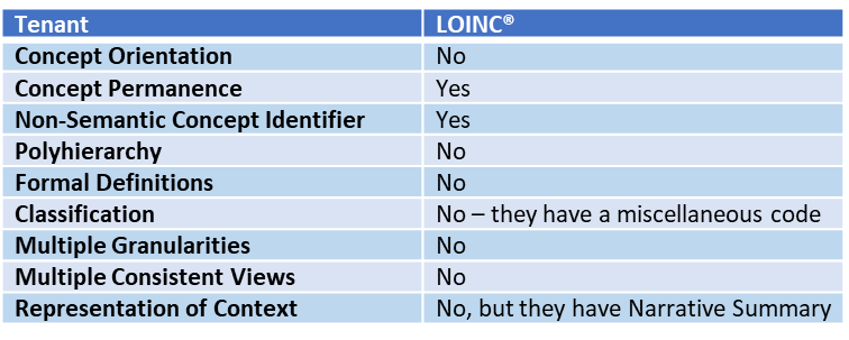 Tenant LOINC®
Concept Orientation No
Concept Permanence Yes
Non-Semantic Concept Identifier Yes
Polyhierarchy No
Formal Definitions No
Classification No – they have a miscellaneous code
Multiple Granularities No
Multiple Consistent Views No
Representation of Context No, but they have Narrative Summary